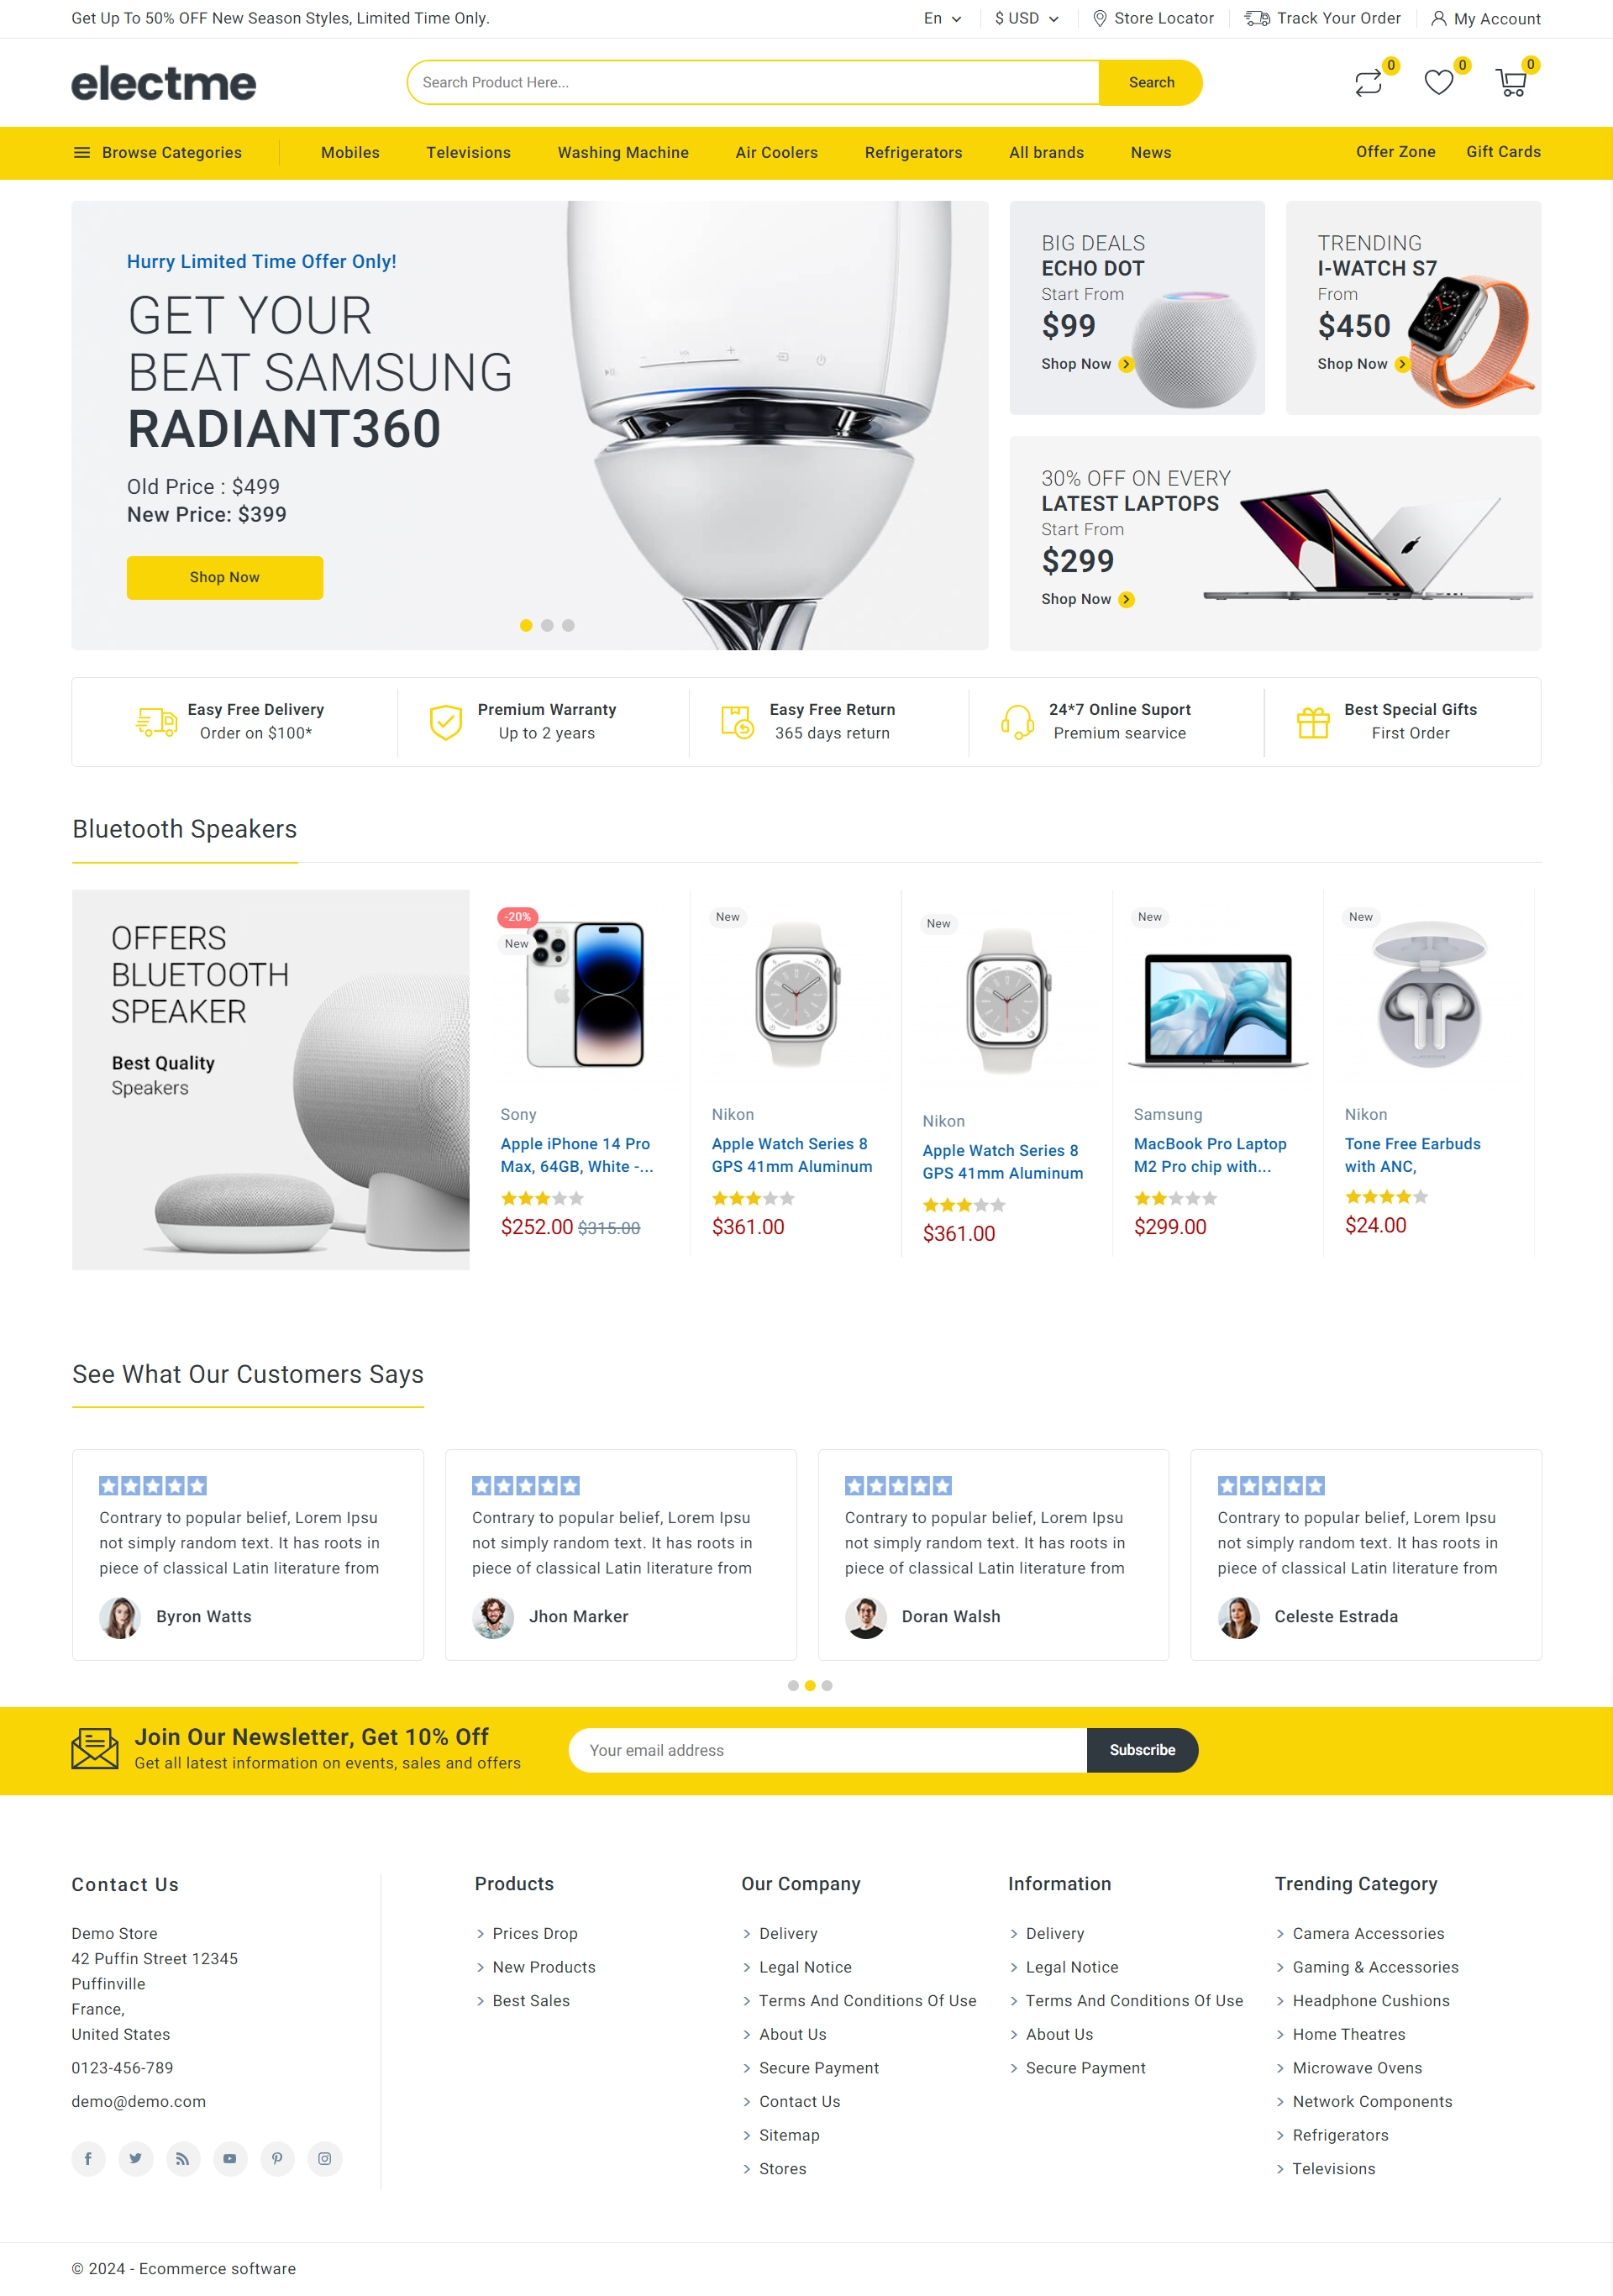 Get Up To 50% OFF New Season Styles, Limited Time Only.
En
$ USD
Store Locator
Track Your Order
My Account
electme
Search Product Here...
Search
0
0
0
Browse Categories
Mobiles
Televisions
Washing Machine
Air Coolers
Refrigerators
All brands
News
Offer Zone
Gift Cards
Hurry Limited Time Offer Only!
GET YOUR
BEAT SAMSUNG
RADIANT360
Old Price : $499
New Price: $399
Shop Now
VOL
BIG DEALS
ECHO DOT
Start From
$99
Shop Now
TRENDING
I-WATCH S7
From
$450
Shop Now
30% OFF ON EVERY
LATEST LAPTOPS
Start From
$299
Shop Now
Easy Free Delivery
Order on $100*
Premium Warranty
Up to 2 years
Easy Free Return
365 days return
24*7 Online Suport
Premium searvice
Best Special Gifts
First Order
Bluetooth Speakers
OFFERS
BLUETOOTH
SPEAKER
Best Quality
Speakers
-20%
New
Sony
Apple iPhone 14 Pro
Max, 64GB, White -...
$252.00 $315.00
New
Nikon
Apple Watch Series 8
GPS 41mm Aluminum
$361.00
New
Nikon
Apple Watch Series 8
GPS 41mm Aluminum
$361.00
New
Samsung
MacBook Pro Laptop
M2 Pro chip with...
$299.00
New
Nikon
Tone Free Earbuds
with ANC,
$24.00
See What Our Customers Says
Contrary to popular belief, Lorem Ipsu
not simply random text. It has roots in
piece of classical Latin literature from
Byron Watts
Contrary to popular belief, Lorem Ipsu
not simply random text. It has roots in
piece of classical Latin literature from
Jhon Marker
Contrary to popular belief, Lorem Ipsu
not simply random text. It has roots in
piece of classical Latin literature from
Doran Walsh
Contrary to popular belief, Lorem Ipsu
not simply random text. It has roots in
piece of classical Latin literature from
Celeste Estrada
Join Our Newsletter, Get 10% Off
Get all latest information on events, sales and offers
Your email address
Subscribe
Contact Us
Demo Store
42 Puffin Street 12345
Puffinville
France,
United States
0123-456-789
demo@demo.com
Products
Prices Drop
New Products
Best Sales
Our Company
Delivery
Legal Notice
Terms And Conditions Of Use
About Us
Secure Payment
Contact Us
Sitemap
Stores
Information
Delivery
Legal Notice
Terms And Conditions Of Use
About Us
Secure Payment
Trending Category
Camera Accessories
Gaming & Accessories
Headphone Cushions
Home Theatres
Microwave Ovens
Network Components
Refrigerators
Televisions
© 2024 - Ecommerce software